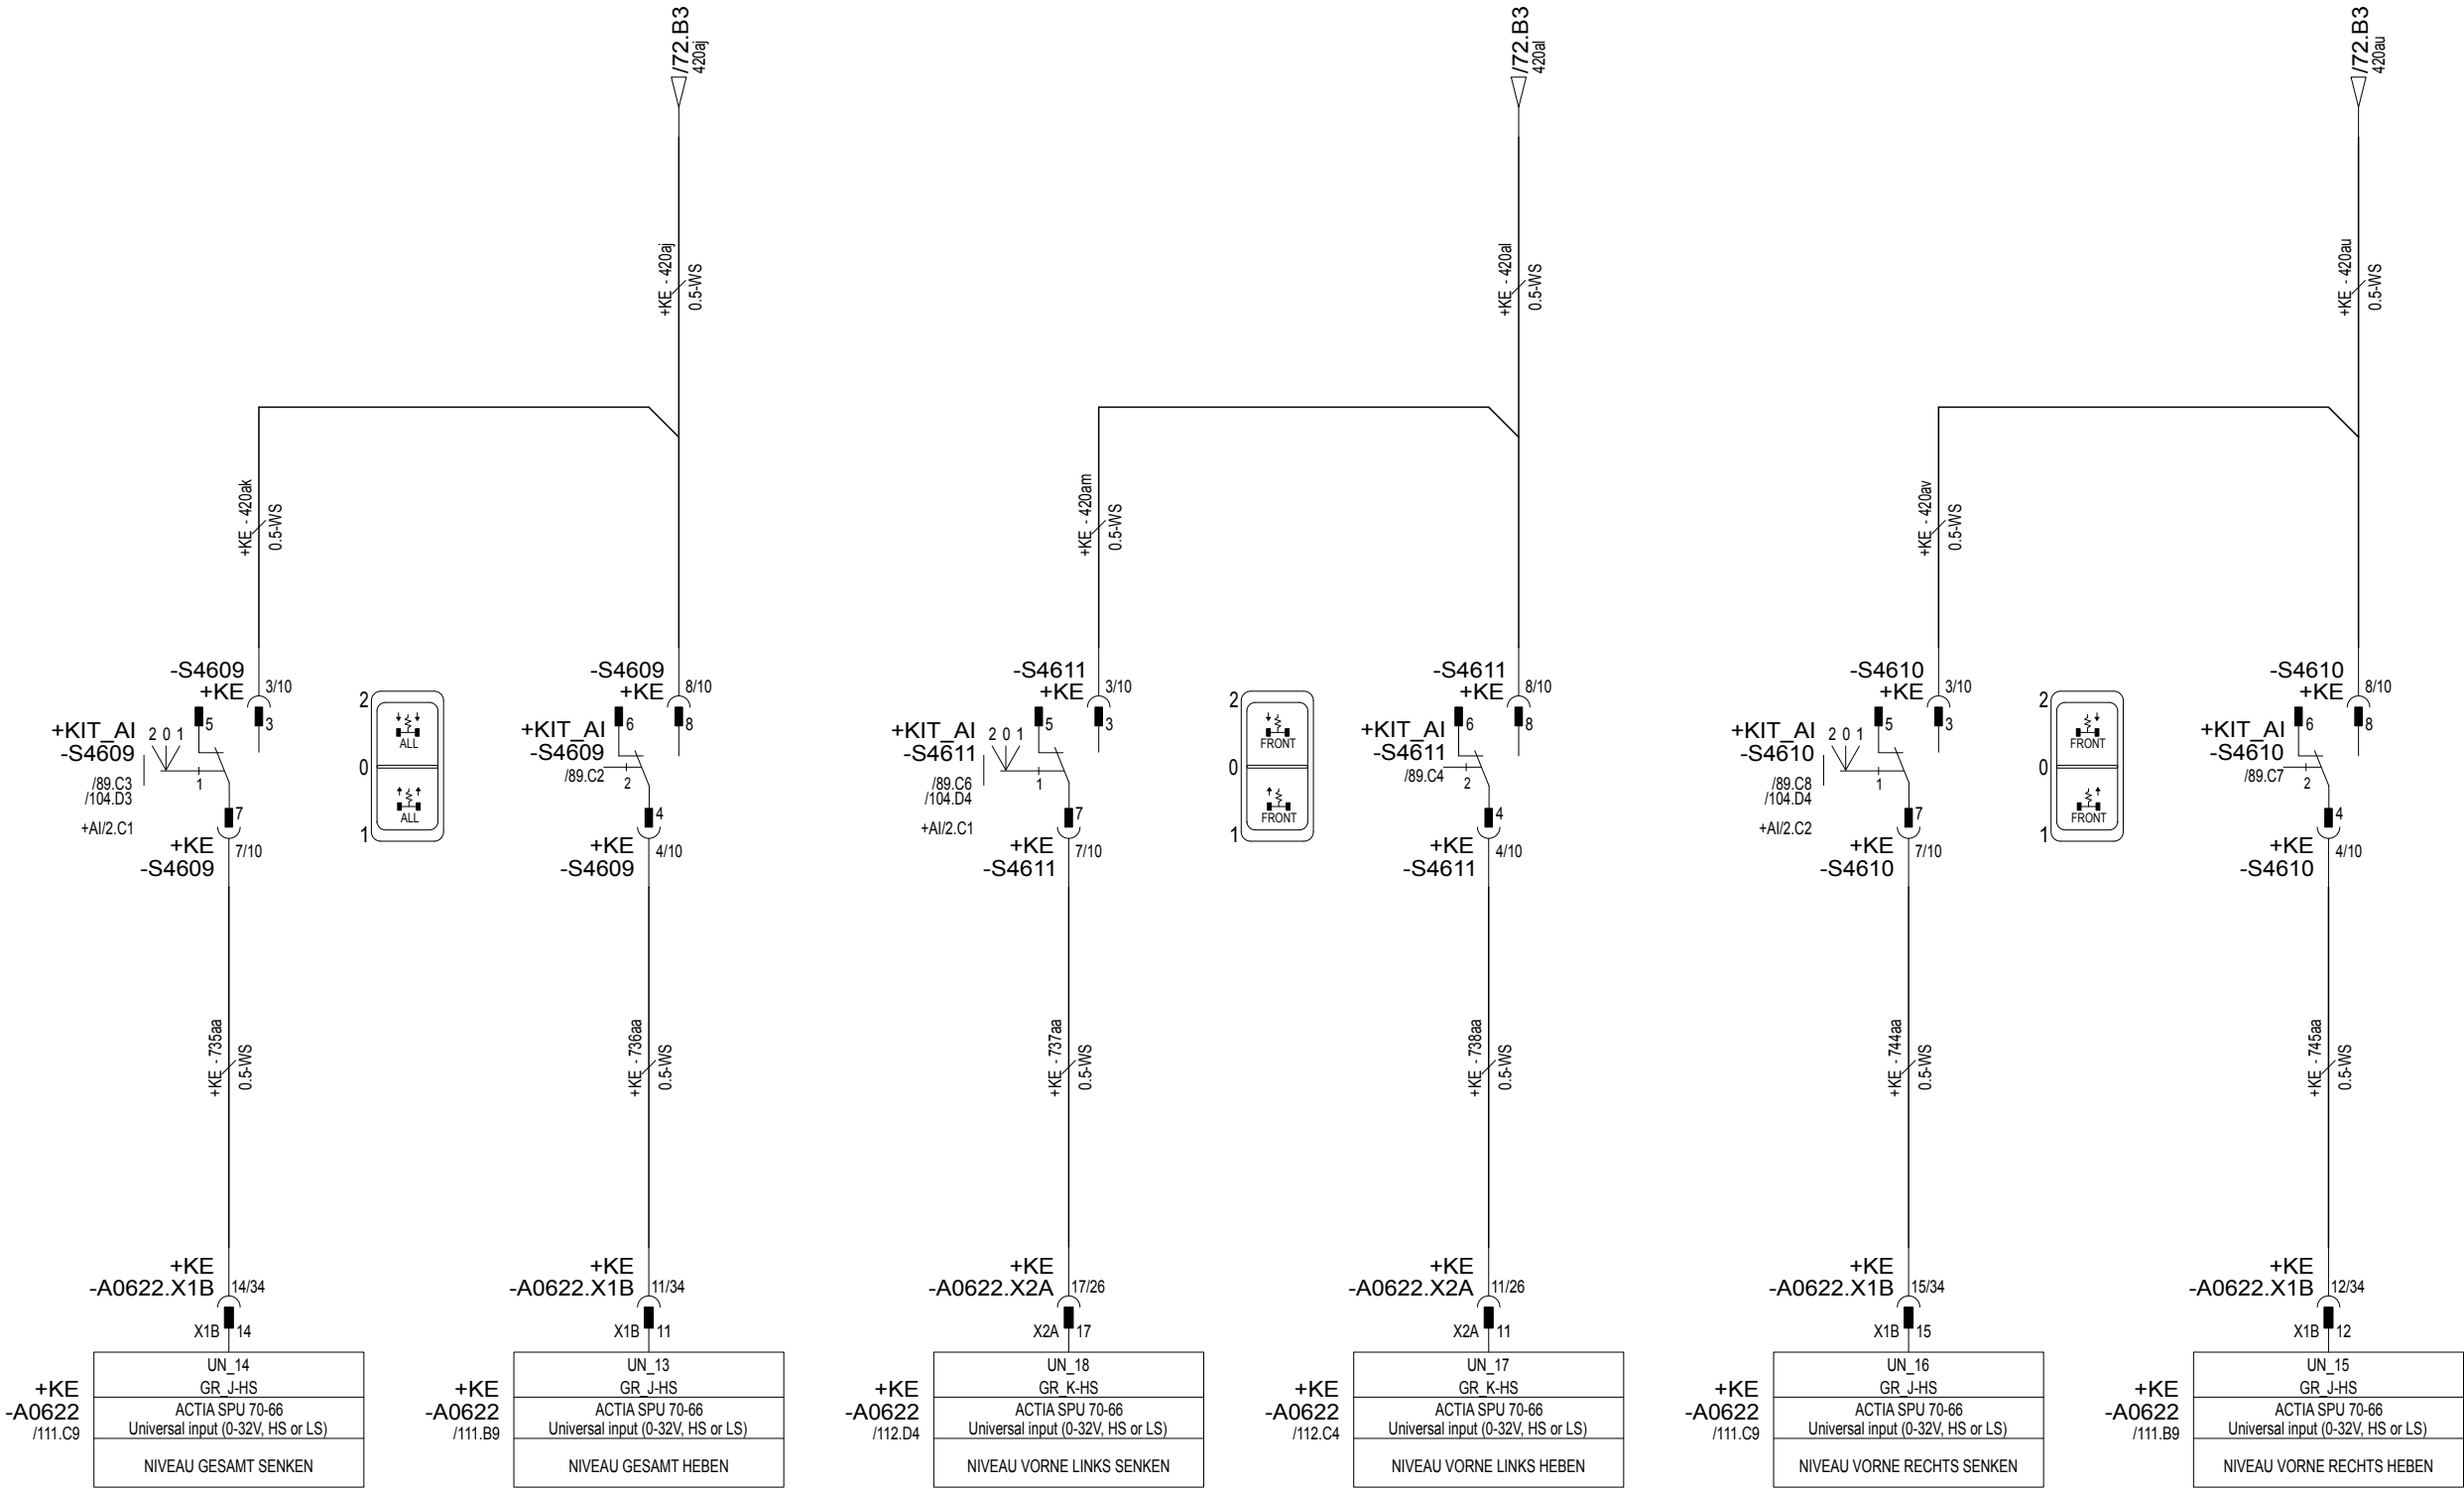 /72.B3
420aj
/72.B3
420al
/72.B3
420au
+KE - 420aj
0.5-WS
+KE - 420al
0.5-WS
+KE - 420au
0.5-WS
+KE - 420ak
0.5-WS
+KE - 420am
0.5-WS
+KE - 420av
0.5-WS
-S4609
+KE
3/10
5
3
+KIT_AI
-S4609
2 0 1
1
/89.C3
/104.D3
+AI/2.C1
7
+KE
-S4609
7/10
2
ALL
0
ALL
1
-S4609
+KE
8/10
6
8
+KIT_AI
-S4609
/89.C2
2
4
+KE
-S4609
4/10
-S4611
+KE
3/10
5
3
+KIT_AI
-S4611
2 0 1
1
/89.C6
/104.D4
+AI/2.C1
7
+KE
-S4611
7/10
2
FRONT
0
FRONT
1
-S4611
+KE
8/10
6
8
+KIT_AI
-S4611
/89.C4
2
4
+KE
-S4611
4/10
-S4610
+KE
3/10
5
3
+KIT_AI
-S4610
2 0 1
1
/89.C8
/104.D4
+AI/2.C2
7
+KE
-S4610
7/10
2
FRONT
0
FRONT
1
-S4610
+KE
8/10
6
8
+KIT_AI
-S4610
/89.C7
2
4
+KE
-S4610
4/10
+KE - 735aa
0.5-WS
+KE - 736aa
0.5-WS
+KE - 737aa
0.5-WS
+KE - 738aa
0.5-WS
+KE - 744aa
0.5-WS
+KE - 745aa
0.5-WS
+KE
-A0622.X1B 14/34
X1B 14
UN_14
GR_J-HS
+KE
-A0622
/111.C9
ACTIA SPU 70-66
Universal input (0-32V, HS or LS)
NIVEAU GESAMT SENKEN
+KE
-A0622.X1B 11/34
X1B 11
UN_13
GR_J-HS
+KE
-A0622
/111.B9
ACTIA SPU 70-66
Universal input (0-32V, HS or LS)
NIVEAU GESAMT HEBEN
+KE
-A0622.X2A 17/26
X2A 17
UN_18
GR_K-HS
+KE
-A0622
/112.D4
ACTIA SPU 70-66
Universal input (0-32V, HS or LS)
NIVEAU VORNE LINKS SENKEN
+KE
-A0622.X2A 11/26
X2A 11
UN_17
GR_K-HS
+KE
-A0622
/112.C4
ACTIA SPU 70-66
Universal input (0-32V, HS or LS)
NIVEAU VORNE LINKS HEBEN
+KE
-A0622.X1B 15/34
X1B 15
UN_16
GR_J-HS
+KE
-A0622
/111.C9
ACTIA SPU 70-66
Universal input (0-32V, HS or LS)
NIVEAU VORNE RECHTS SENKEN
+KE
-A0622.X1B 12/34
X1B 12
UN_15
GR_J-HS
+KE
-A0622
/111.B9
ACTIA SPU 70-66
Universal input (0-32V, HS or LS)
NIVEAU VORNE RECHTS HEBEN